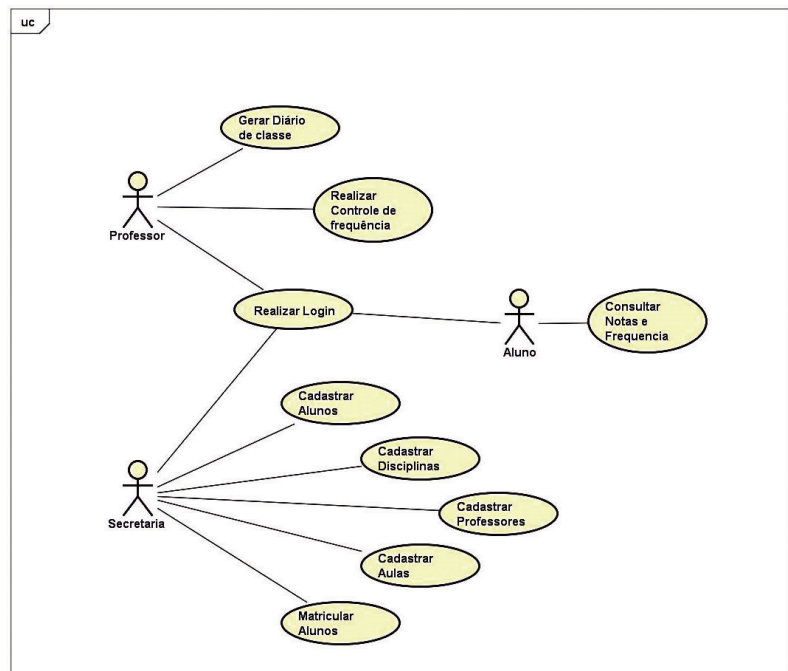 uc
Gerar Diário
de classe
Realizar
Controle de
frequência
Professor
Realizar Login
Aluno
Consultar
Notas e
Frequencia
Cadastrar
Alunos
Cadastrar
Disciplinas
Secretaria
Cadastrar
Professores
Cadastrar
Aulas
Matricular
Alunos